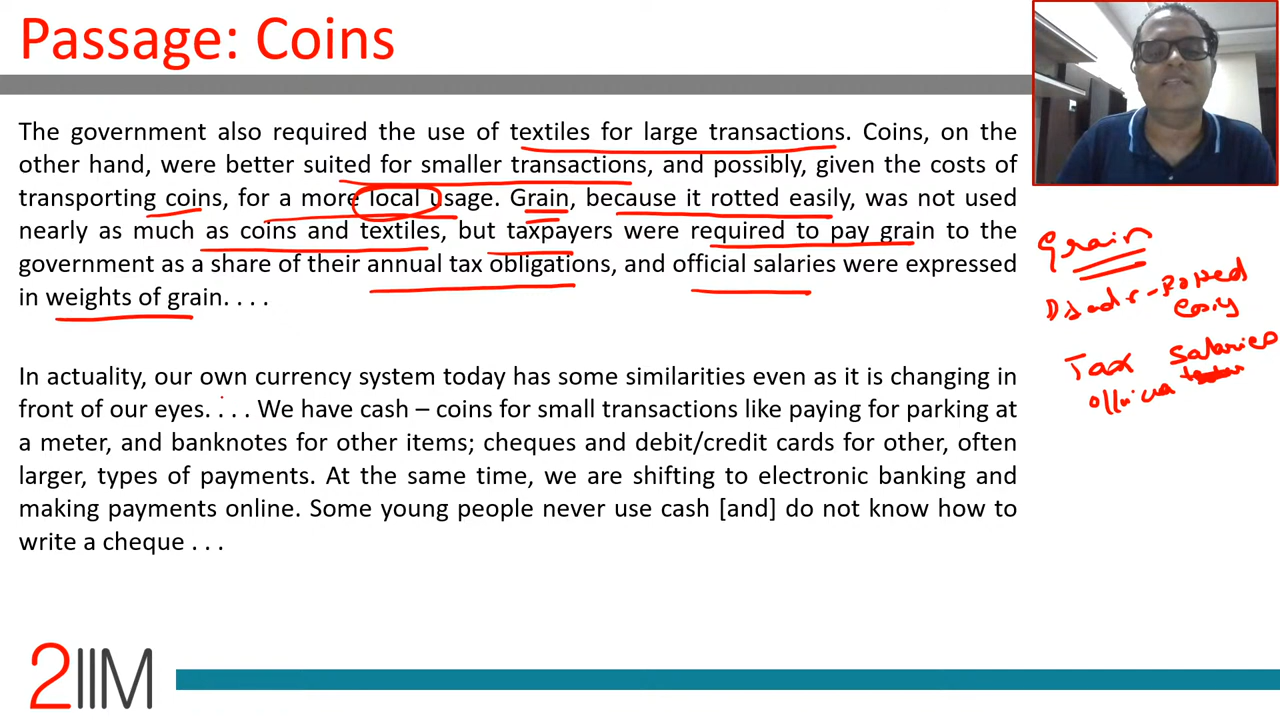 Passage: Coins
The government also required the use of textiles for large transactions. Coins, on the
other hand, were better suited for smaller transactions, and possibly, given the costs of
transporting coins, for a more local usage. Grain, because it rotted easily, was not used
nearly as much as coins and textiles, but taxpayers were required to pay grain to the
government as a share of their annual tax obligations, and official salaries were expressed
in weights of grain. . . .
In actuality, our own currency system today has some similarities even as it is changing in
front of our eyes. . . . We have cash – coins for small transactions like paying for parking at
a meter, and banknotes for other items; cheques and debit/credit cards for other, often
larger, types of payments. At the same time, we are shifting to electronic banking and
making payments online. Some young people never use cash [and] do not know how to
write a cheque . . .
Grain
easily
Tax Salaries
2IIM